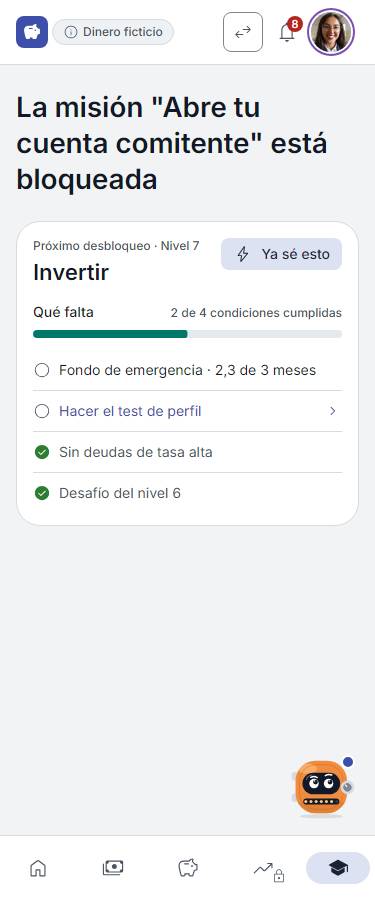 Dinero ficticio
8
La misión "Abre tu
cuenta comitente" está
bloqueada
Próximo desbloqueo · Nivel 7
Ya sé esto
Invertir
Qué falta
2 de 4 condiciones cumplidas
Fondo de emergencia · 2,3 de 3 meses
Hacer el test de perfil
Sin deudas de tasa alta
Desafío del nivel 6